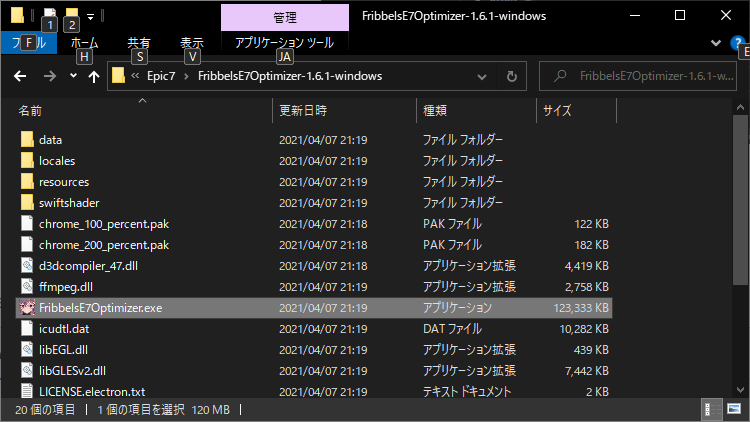 1 2 管理 FribbelsE7Optimizer-1.6.1-windows
ファイル ホーム 共有 表示 アプリケーション ツール
F H S V JA E
« Epic7 › FribbelsE7Optimizer-1.6.1-windows FribbelsE7Optimizer-1.6.1-w...
名前 更新日時 種類 サイズ
data 2021/04/07 21:19 ファイル フォルダー
locales 2021/04/07 21:19 ファイル フォルダー
resources 2021/04/07 21:19 ファイル フォルダー
swiftshader 2021/04/07 21:19 ファイル フォルダー
chrome_100_percent.pak 2021/04/07 21:18 PAK ファイル 122 KB
chrome_200_percent.pak 2021/04/07 21:18 PAK ファイル 182 KB
d3dcompiler_47.dll 2021/04/07 21:18 アプリケーション拡張 4,419 KB
ffmpeg.dll 2021/04/07 21:19 アプリケーション拡張 2,758 KB
FribbelsE7Optimizer.exe 2021/04/07 21:19 アプリケーション 123,333 KB
icudtl.dat 2021/04/07 21:19 DAT ファイル 10,282 KB
libEGL.dll 2021/04/07 21:19 アプリケーション拡張 439 KB
libGLESv2.dll 2021/04/07 21:19 アプリケーション拡張 7,442 KB
LICENSE.electron.txt 2021/04/07 21:19 テキスト ドキュメント 2 KB
20 個の項目 1 個の項目を選択 120 MB